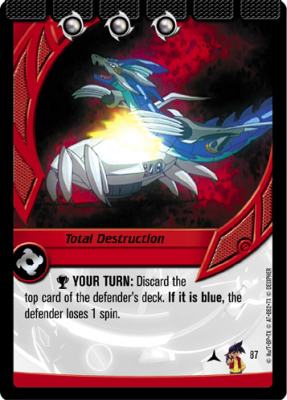 Total Destruction
YOUR TURN: Discard the
top card of the defender's deck. If it is blue, the
defender loses 1 spin.
87